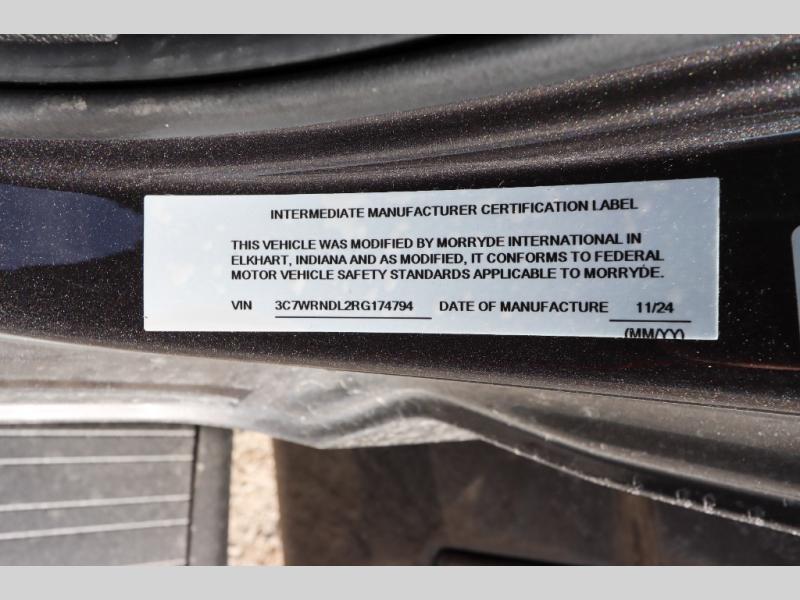 INTERMEDIATE MANUFACTURER CERTIFICATION LABEL
THIS VEHICLE WAS MODIFIED BY MORRYDE INTERNATIONAL IN
ELKHART, INDIANA AND AS MODIFIED, IT CONFORMS TO FEDERAL
MOTOR VEHICLE SAFETY STANDARDS APPLICABLE TO MORRYDE.
VIN 3C7WRNDL2RG174794 DATE OF MANUFACTURE 11/24
(MM/YY)